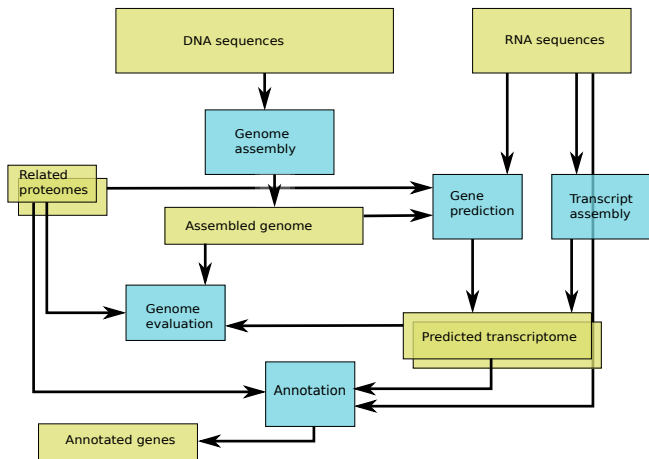 DNA sequences
RNA sequences
Genome
assembly
Related
proteomes
Gene
prediction
Transcript
assembly
Assembled genome
Genome
evaluation
Predicted transcriptome
Annotation
Annotated genes